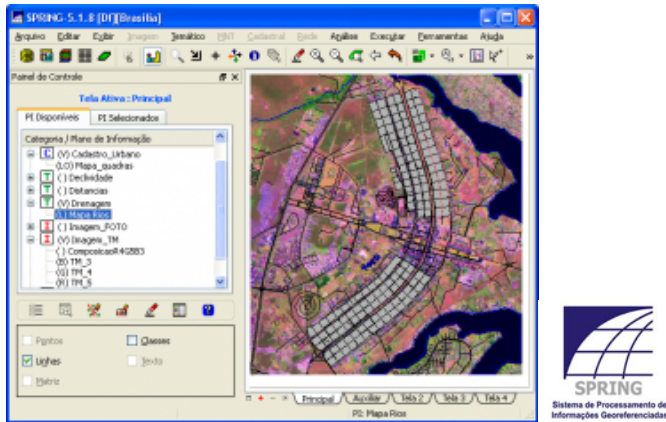 SPRING-5.1.8 [Df][Brasilia]
Arquivo Editar Exibir Imagem Temático MNT Cadastral Rede Análise Executar Ferramentas Ajuda
Painel de Controle
Tela Ativa : Principal
PI Disponíveis PI Selecionados
Categoria / Plano de Informação
(V) Cadastro_Urbano
(LO) Mapa_quadras
( ) Declividade
( ) Distancias
(V) Drenagem
(L) Mapa Rios
( ) Imagem_FOTO
(V) Imagem_TM
( ) ComposicaoR4G5B3
(B) TM_3
(G) TM_4
(R) TM_5
Pontos Classes
Linhas Texto
Matriz
Principal Auxiliar Tela 2 Tela 3 Tela 4
PI: Mapa Rios
SPRING
Sistema de Processamento de
Informações Georeferenciadas